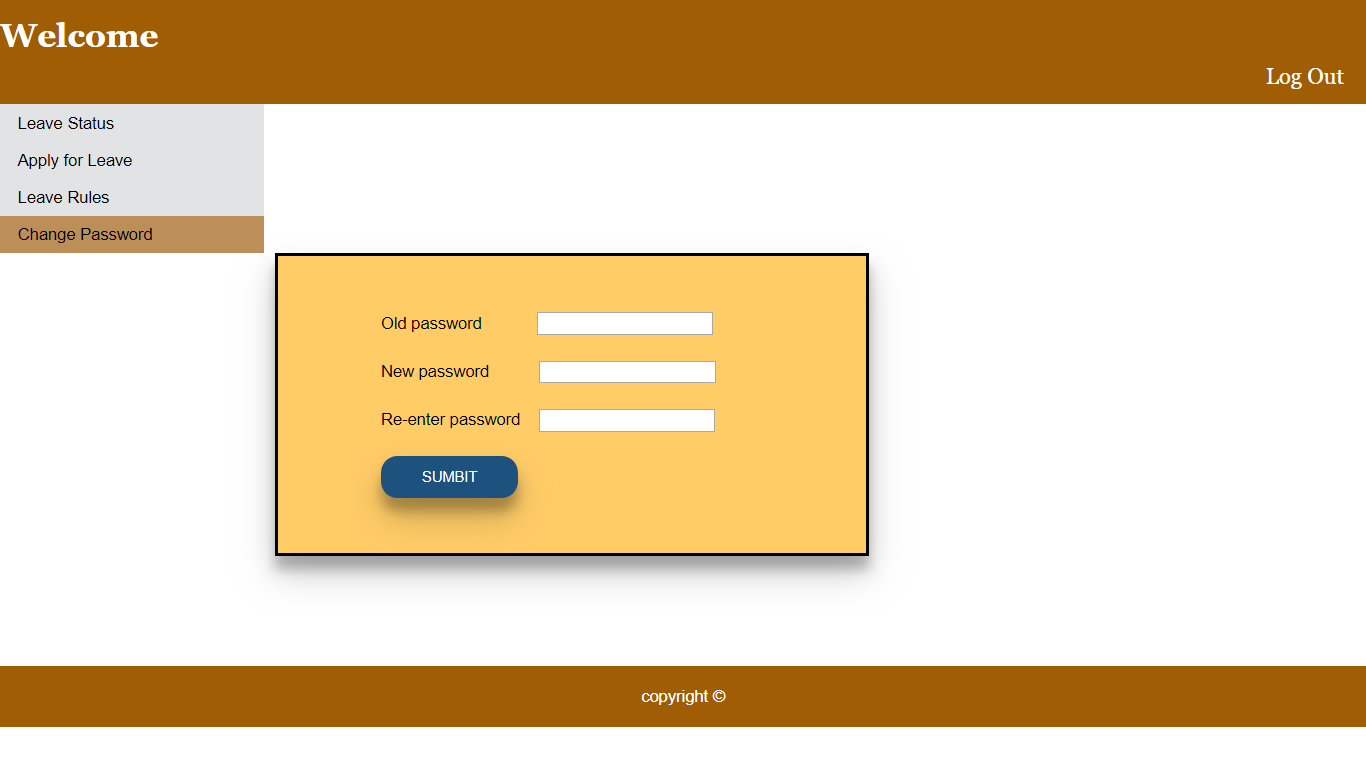 Welcome
Log Out
Leave Status
Apply for Leave
Leave Rules
Change Password
Old password
New password
Re-enter password
SUMBIT
copyright ©